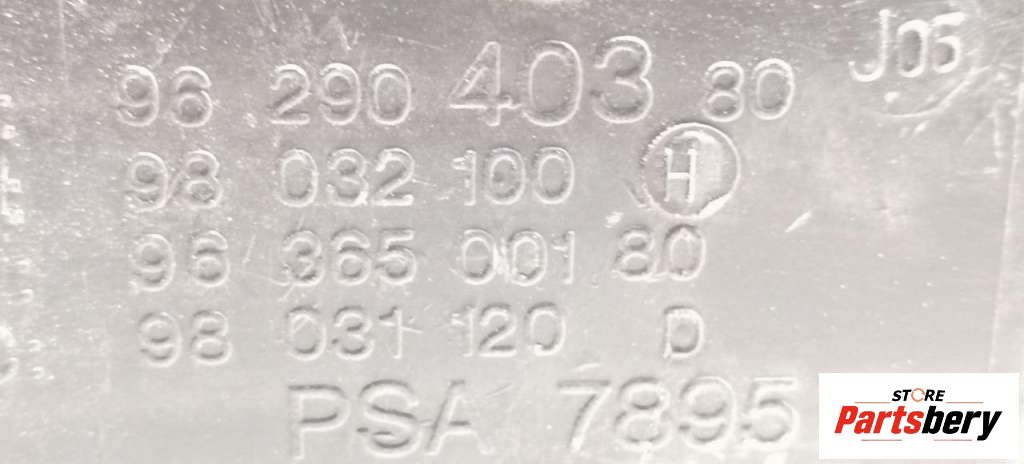 96 290 403 80 J05
98 032 100 H
96 365 001 80
98 031 120 D
PSA 7895
STORE
Partsbery